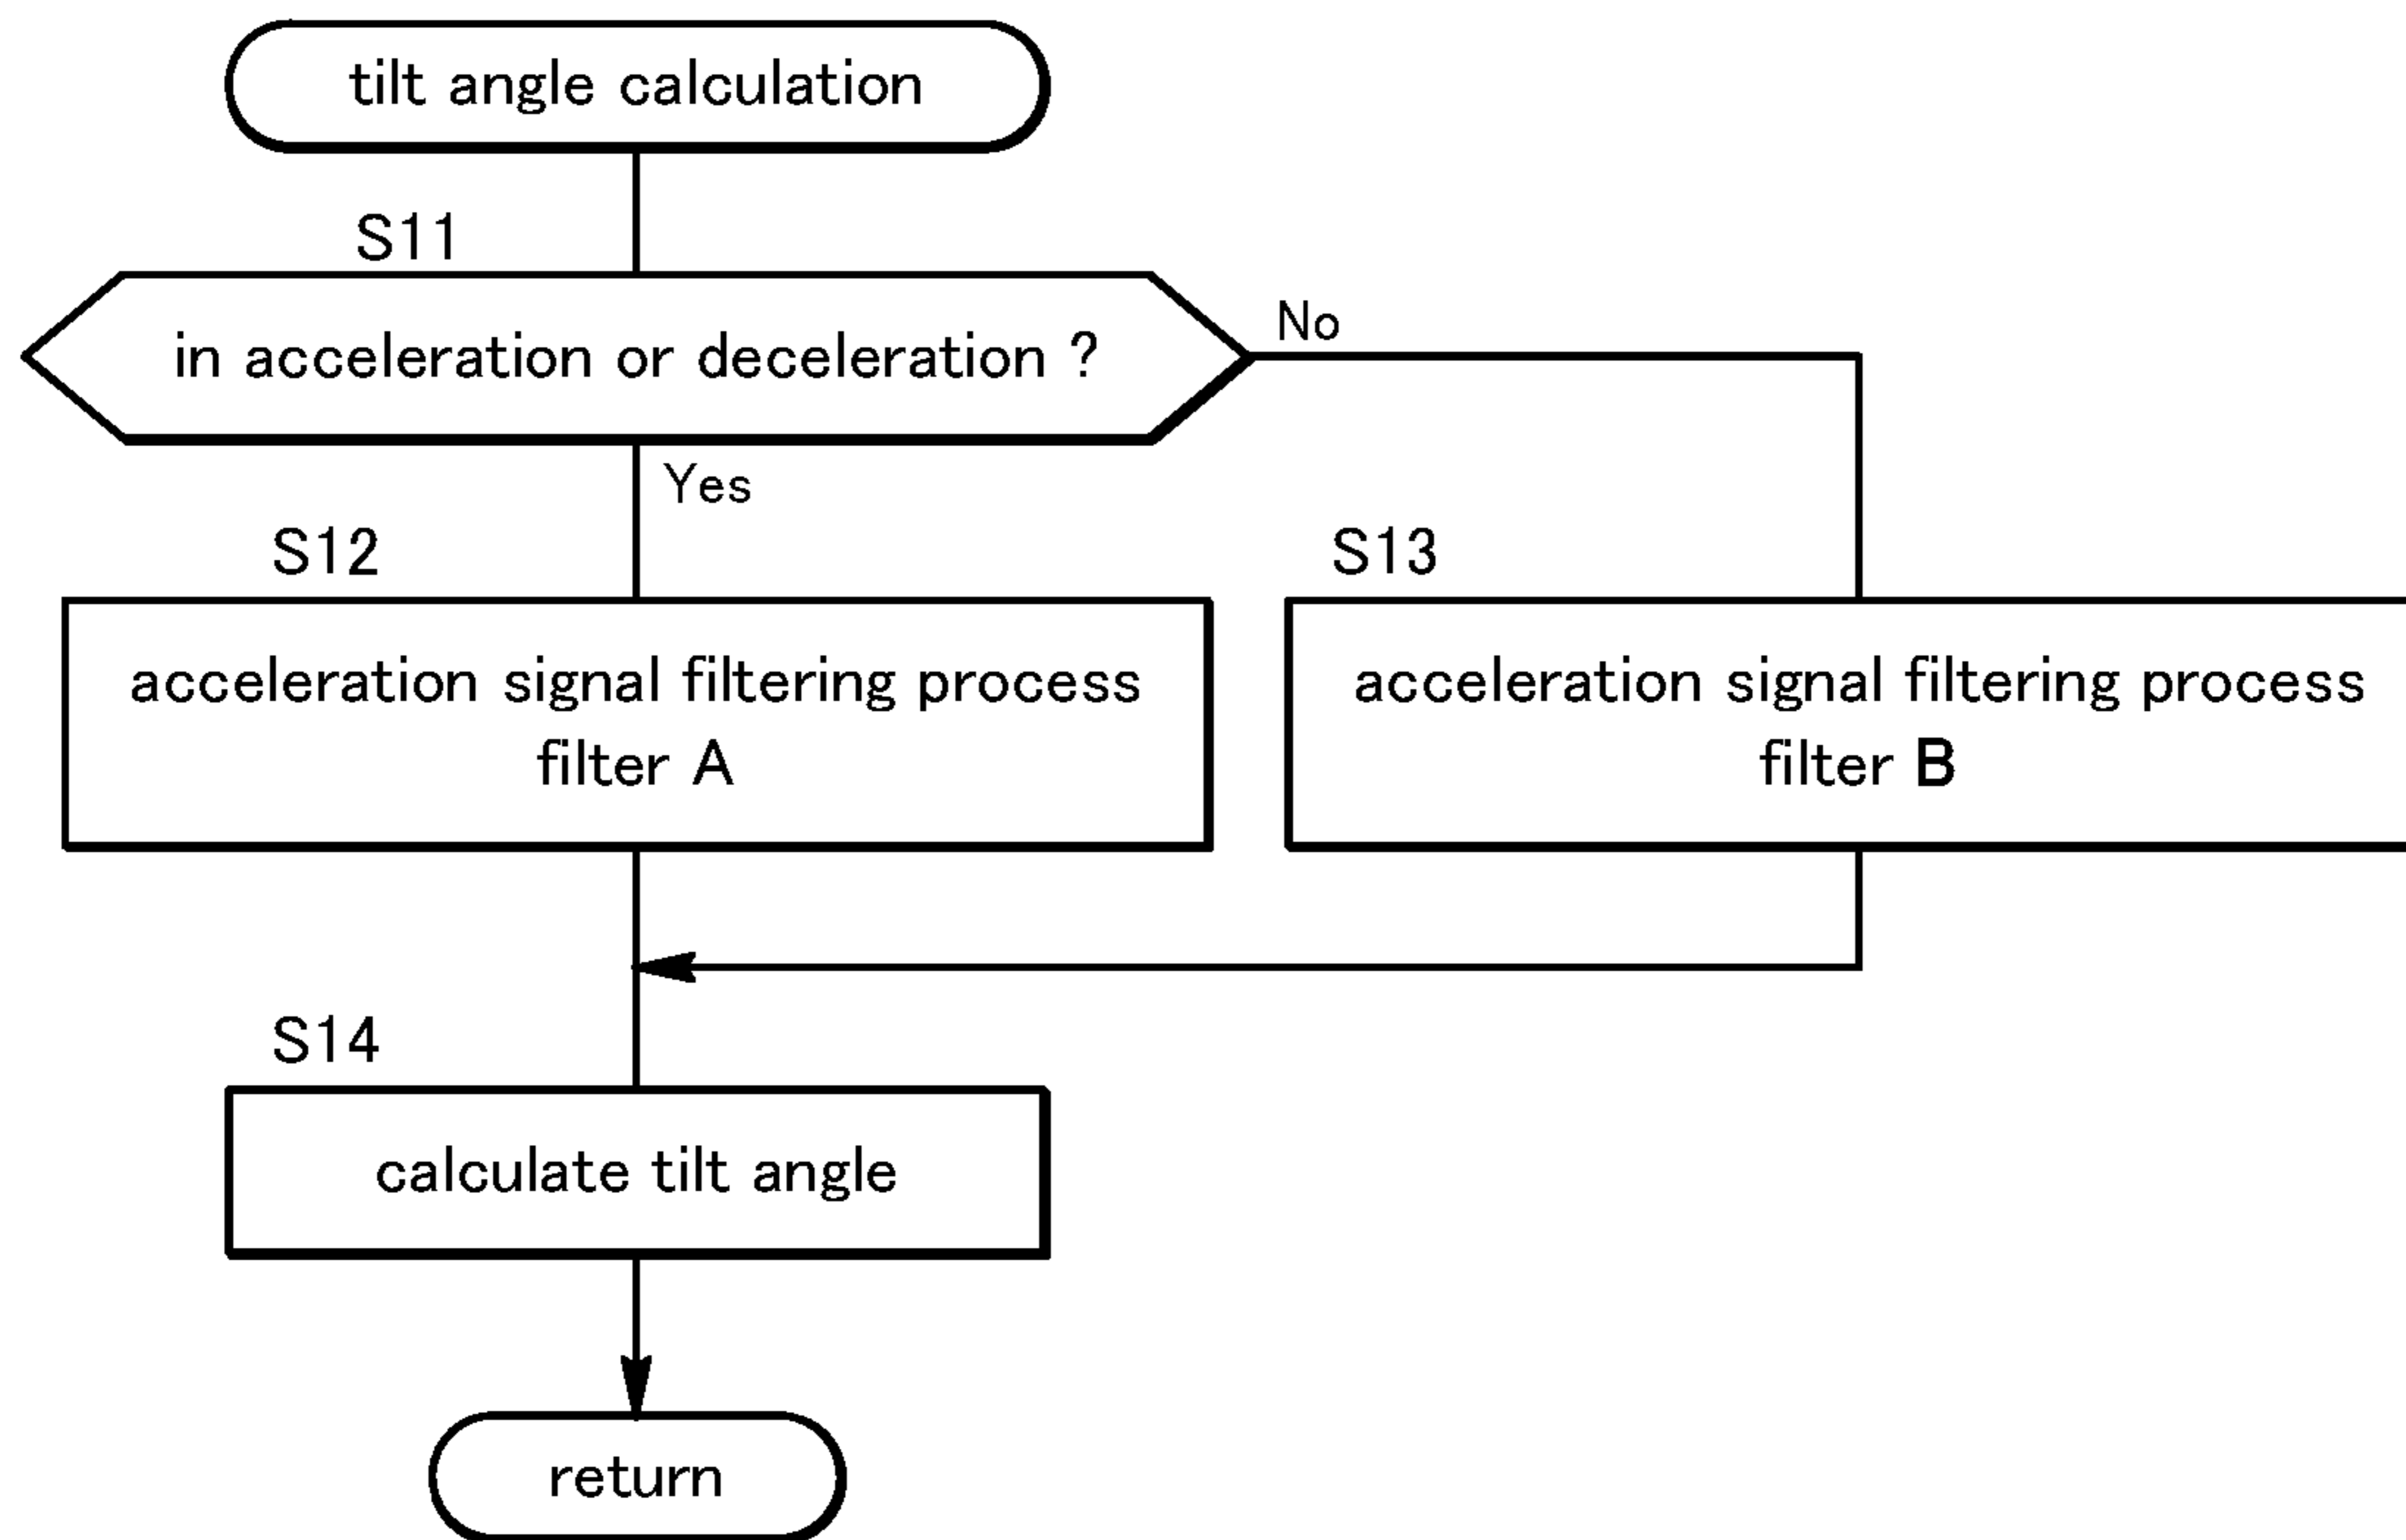 tilt angle calculation
S11
in acceleration or deceleration ?
No
Yes
S12
acceleration signal filtering process
filter A
S13
acceleration signal filtering process
filter B
S14
calculate tilt angle
return